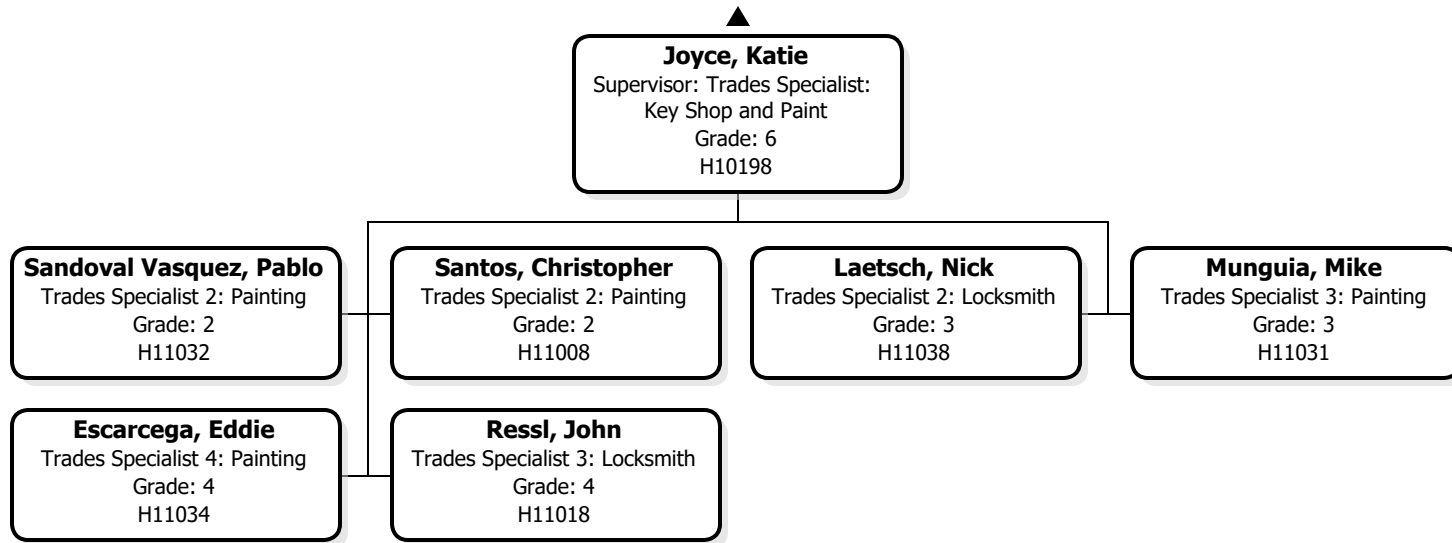 Joyce, Katie
Supervisor: Trades Specialist:
Key Shop and Paint
Grade: 6
H10198
Sandoval Vasquez, Pablo
Trades Specialist 2: Painting
Grade: 2
H11032
Santos, Christopher
Trades Specialist 2: Painting
Grade: 2
H11008
Laetsch, Nick
Trades Specialist 2: Locksmith
Grade: 3
H11038
Munguia, Mike
Trades Specialist 3: Painting
Grade: 3
H11031
Escarcega, Eddie
Trades Specialist 4: Painting
Grade: 4
H11034
Ressl, John
Trades Specialist 3: Locksmith
Grade: 4
H11018